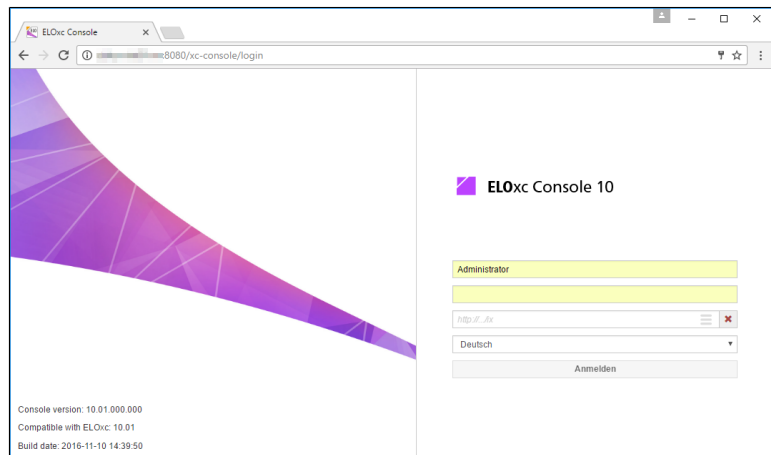 ELOxc Console
:8080/xc-console/login
ELOxc Console 10
Administrator
http://.../ix
Deutsch
Anmelden
Console version: 10.01.000.000
Compatible with ELOxc: 10.01
Build date: 2016-11-10 14:39:50